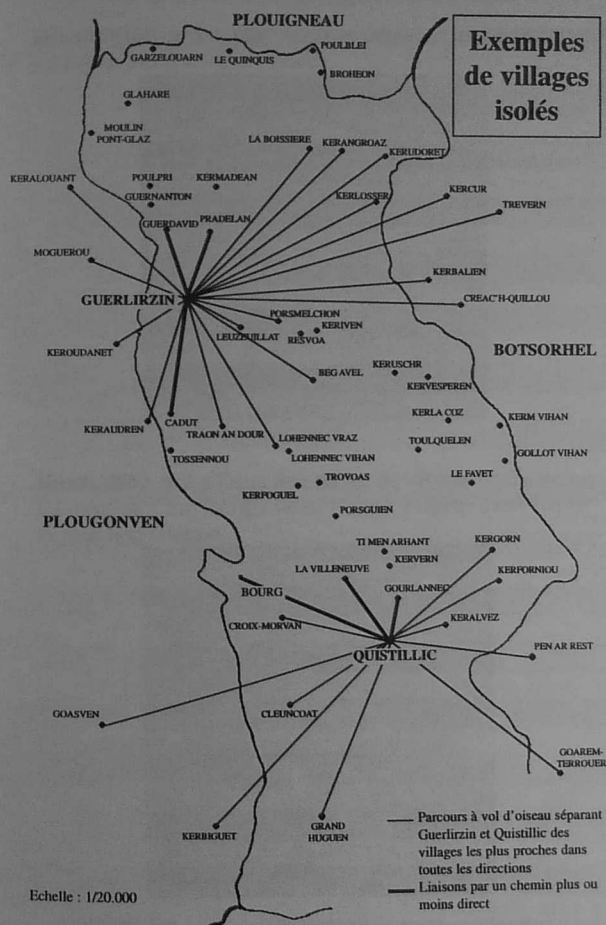 PLOUIGNEAU
Exemples
de villages
isolés
GARZELOUARN
LE QUINQUIS
POULBLEI
BROHEON
GLAHARE
MOULIN
PONT-GLAZ
LA BOISSIERE
KERANGROAZ
KERUDORET
KERALOUANT
POULPRI
KERMADEAN
GUERNANTON
KERLOSSER
KERCUR
TREVERN
GUERDAVID
PRADELAN
MOGUEROU
KERBALIEN
GUERLIRZIN
CREAC'H-QUILLOU
PORSMELCHON
KERIVEN
LEUZEUILLAT
RESVOA
KEROUDANET
BOTSORHEL
BEG AVEL
KERUSCHR
KERVESPEREN
CADUT
KERAUDREN
TRAON AN DOUR
KERLA COZ
KERM VIHAN
LOHENNEC VRAZ
LOHENNEC VIHAN
TOULQUELEN
GOLLOT VIHAN
TOSSENNOU
TROVOAS
LE FAVET
KERFOGUEL
PORSGUIEN
PLOUGONVEN
TI MEN ARHANT
KERGORN
KERVERN
LA VILLENEUVE
KERFORNIOU
BOURG
GOURLANNEC
CROIX-MORVAN
KERALVEZ
QUISTILLIC
PEN AR REST
GOASVEN
CLEUNCOAT
GOAREM-
TERROUER
KERBIGUET
GRAND
HUGUEN
Parcours à vol d'oiseau séparant
Guerlirzin et Quistillic des
villages les plus proches dans
toutes les directions
Liaisons par un chemin plus ou
moins direct
Echelle : 1/20.000